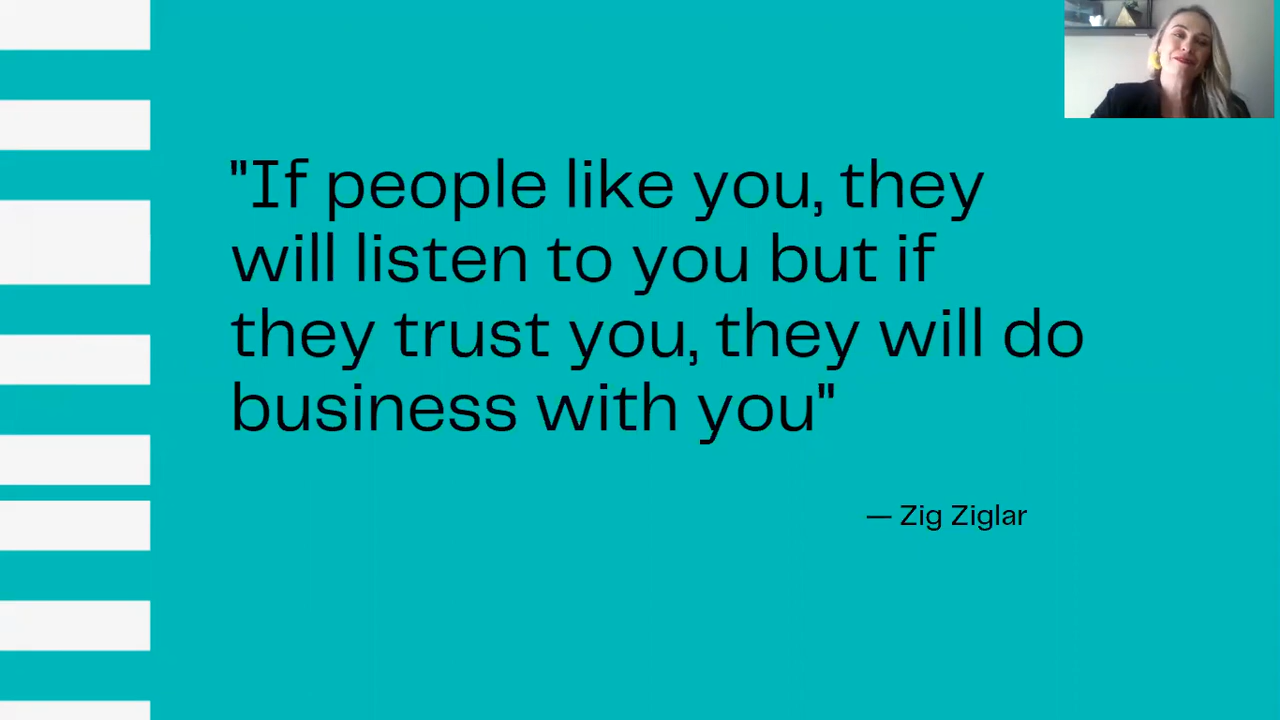 "If people like you, they
will listen to you but if
they trust you, they will do
business with you"
— Zig Ziglar